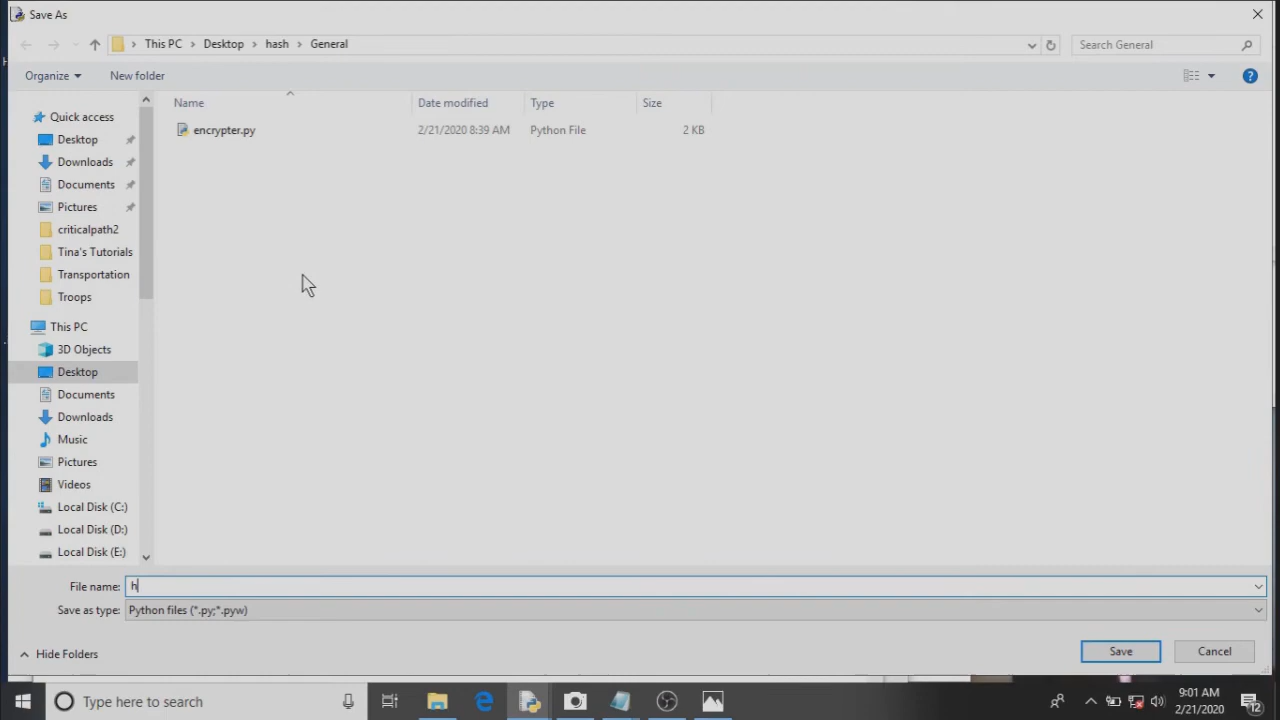 Save As
This PC > Desktop > hash > General
Search General
Organize
New folder
Name
Date modified
Type
Size
encrypter.py
2/21/2020 8:39 AM
Python File
2 KB
Quick access
Desktop
Downloads
Documents
Pictures
criticalpath2
Tina's Tutorials
Transportation
Troops
This PC
3D Objects
Desktop
Documents
Downloads
Music
Pictures
Videos
Local Disk (C:)
Local Disk (D:)
Local Disk (E:)
File name: h
Save as type: Python files (*.py;*.pyw)
Hide Folders
Save
Cancel
Type here to search
9:01 AM
2/21/2020
12